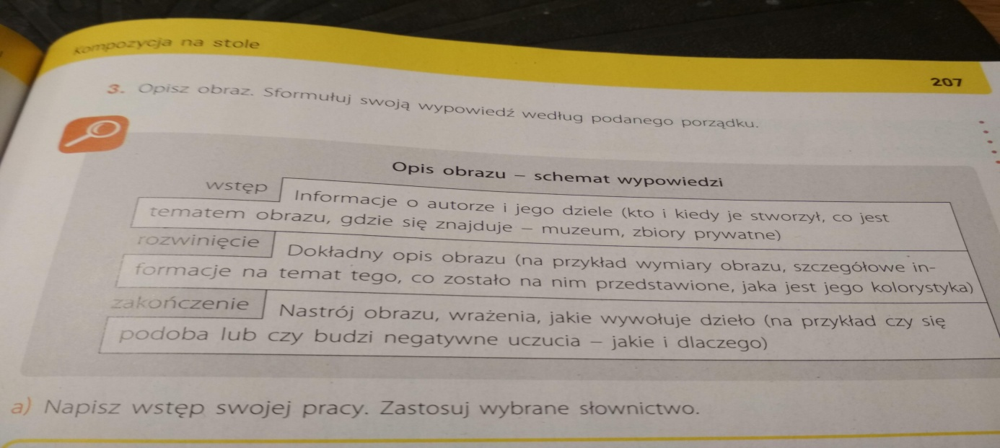 Kompozycja na stole
207
3. Opisz obraz. Sformułuj swoją wypowiedź według podanego porządku.
Opis obrazu – schemat wypowiedzi
wstęp
Informacje o autorze i jego dziele (kto i kiedy je stworzył, co jest
tematem obrazu, gdzie się znajduje – muzeum, zbiory prywatne)
rozwinięcie
Dokładny opis obrazu (na przykład wymiary obrazu, szczegółowe in-
formacje na temat tego, co zostało na nim przedstawione, jaka jest jego kolorystyka)
zakończenie
Nastrój obrazu, wrażenia, jakie wywołuje dzieło (na przykład czy się
podoba lub czy budzi negatywne uczucia – jakie i dlaczego)
a) Napisz wstęp swojej pracy. Zastosuj wybrane słownictwo.